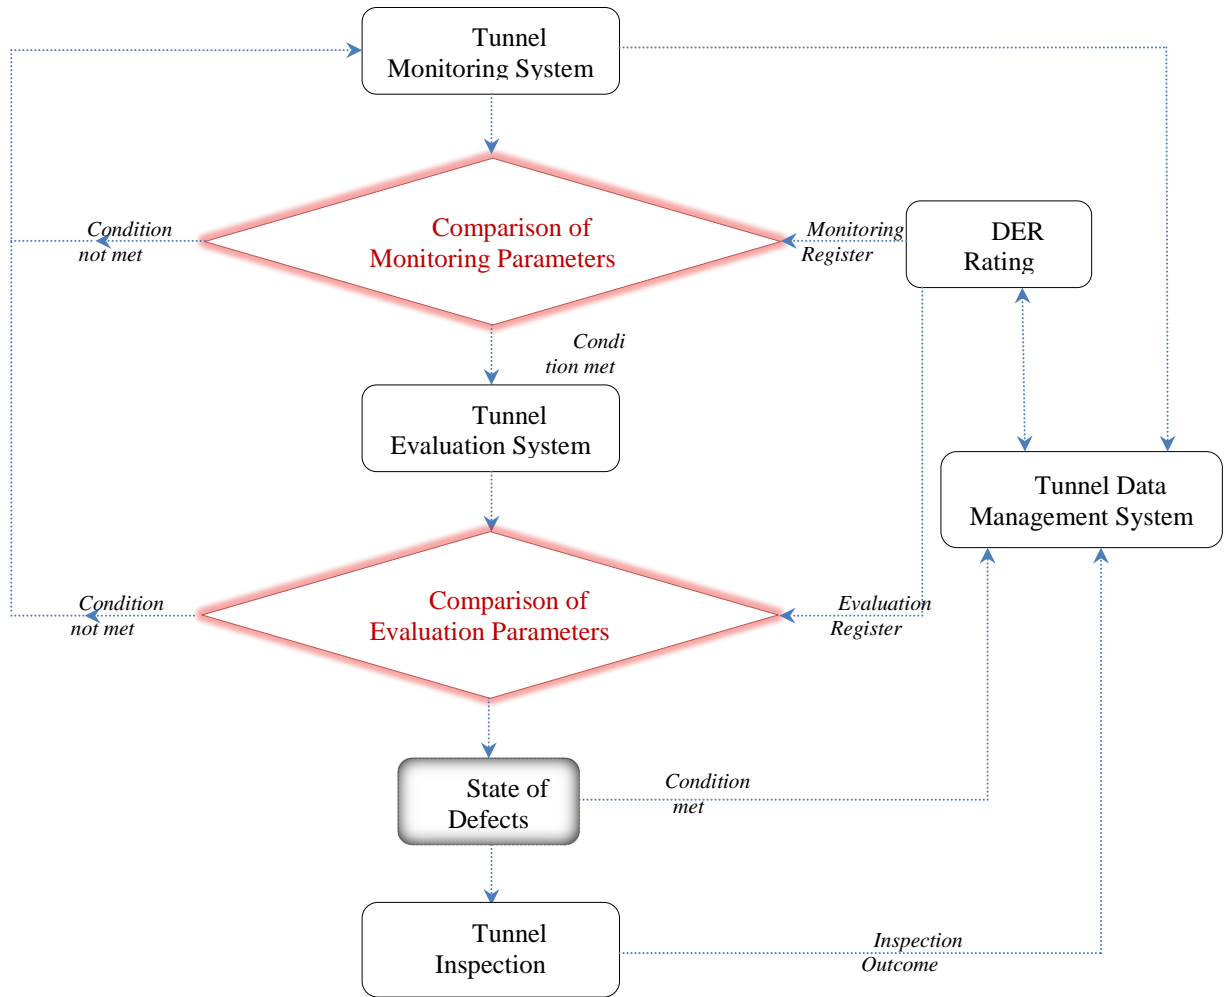 Tunnel
Monitoring System
Condition
not met
Comparison of
Monitoring Parameters
Monitoring
Register
DER
Rating
Condi
tion met
Tunnel
Evaluation System
Tunnel Data
Management System
Condition
not met
Comparison of
Evaluation Parameters
Evaluation
Register
State of
Defects
Condition
met
Tunnel
Inspection
Inspection
Outcome